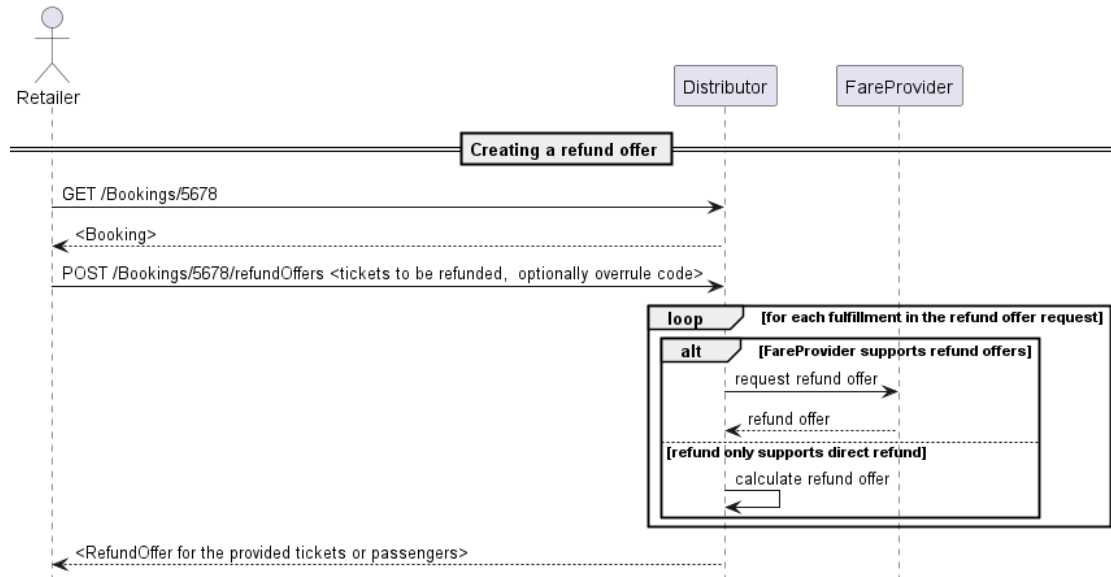 Retailer
Distributor
FareProvider
Creating a refund offer
GET /Bookings/5678
<Booking>
POST /Bookings/5678/refundOffers <tickets to be refunded,  optionally overrule code>
loop [for each fulfillment in the refund offer request]
alt [FareProvider supports refund offers]
request refund offer
refund offer
[refund only supports direct refund]
calculate refund offer
<RefundOffer for the provided tickets or passengers>